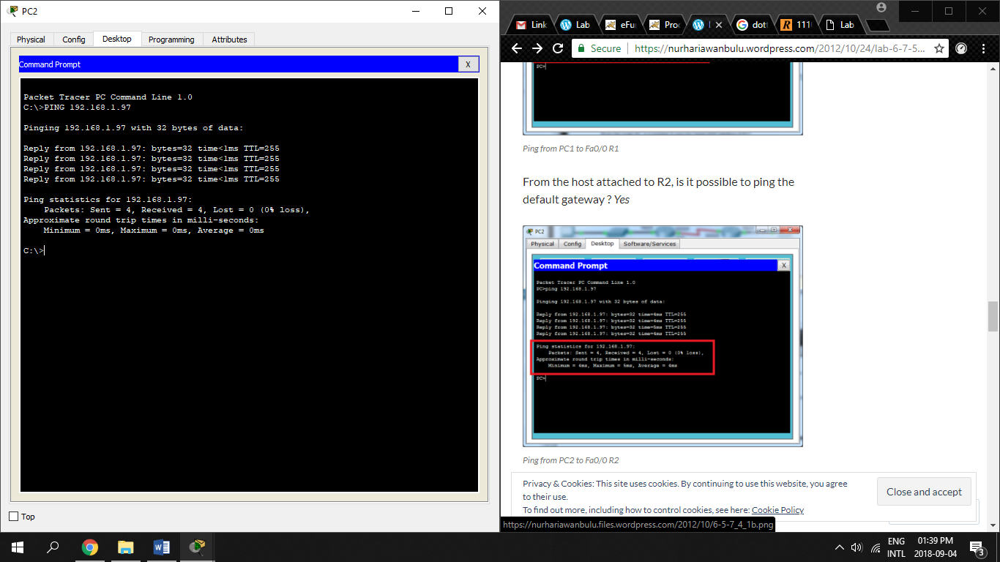 PC2
Physical
Config
Desktop
Programming
Attributes
Command Prompt
X
Packet Tracer PC Command Line 1.0
C:\>PING 192.168.1.97
Pinging 192.168.1.97 with 32 bytes of data:
Reply from 192.168.1.97: bytes=32 time<1ms TTL=255
Reply from 192.168.1.97: bytes=32 time<1ms TTL=255
Reply from 192.168.1.97: bytes=32 time<1ms TTL=255
Reply from 192.168.1.97: bytes=32 time<1ms TTL=255
Ping statistics for 192.168.1.97:
Packets: Sent = 4, Received = 4, Lost = 0 (0% loss),
Approximate round trip times in milli-seconds:
Minimum = 0ms, Maximum = 0ms, Average = 0ms
C:\>
Top
Link
Lab
eFu
Pro
dot
111
Lab
Secure
https://nurhariawanbulu.wordpress.com/2012/10/24/lab-6-7-5...
PC>
Ping from PC1 to Fa0/0 R1
From the host attached to R2, is it possible to ping the
default gateway ? Yes
PC2
Physical
Config
Desktop
Software/Services
Command Prompt
X
Packet Tracer PC Command Line 1.0
PC>ping 192.168.1.97
Pinging 192.168.1.97 with 32 bytes of data:
Reply from 192.168.1.97: bytes=32 time=4ms TTL=255
Reply from 192.168.1.97: bytes=32 time=4ms TTL=255
Reply from 192.168.1.97: bytes=32 time=5ms TTL=255
Reply from 192.168.1.97: bytes=32 time=4ms TTL=255
Ping statistics for 192.168.1.97:
Packets: Sent = 4, Received = 4, Lost = 0 (0% loss),
Approximate round trip times in milli-seconds:
Minimum = 4ms, Maximum = 5ms, Average = 4ms
PC>
Ping from PC2 to Fa0/0 R2
Privacy & Cookies: This site uses cookies. By continuing to use this website, you agree
to their use.
To find out more, including how to control cookies, see here: Cookie Policy
Close and accept
https://nurhariawanbulu.files.wordpress.com/2012/10/6-5-7_4_1b.png
ENG
INTL
01:39 PM
2018-09-04
3